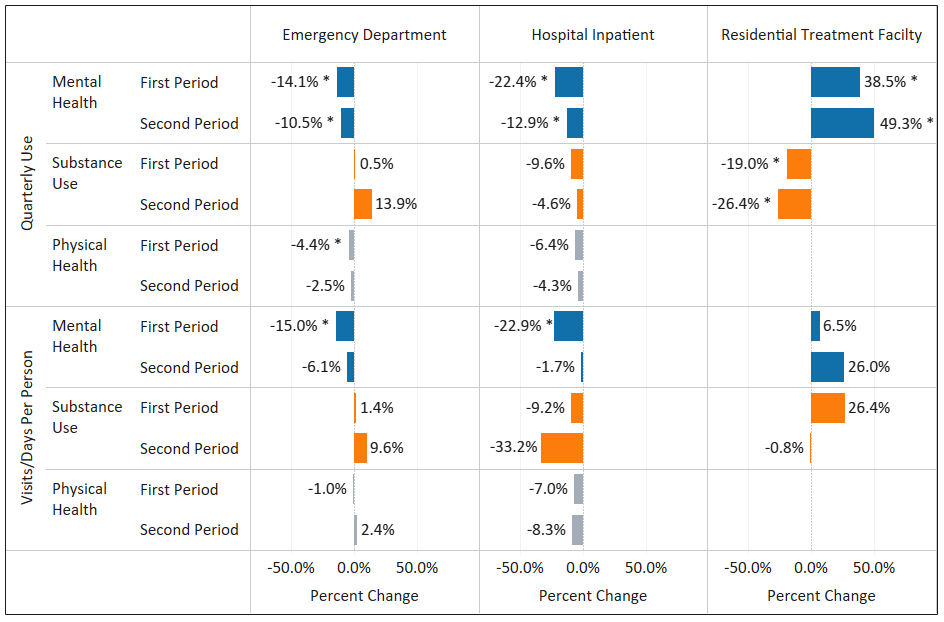 Emergency Department Hospital Inpatient Residential Treatment Facilty
Quarterly Use
Mental Health First Period -14.1% * -22.4% * 38.5% *
Second Period -10.5% * -12.9% * 49.3% *
Substance Use First Period 0.5% -9.6% -19.0% *
Second Period 13.9% -4.6% -26.4% *
Physical Health First Period -4.4% * -6.4%
Second Period -2.5% -4.3%
Visits/Days Per Person
Mental Health First Period -15.0% * -22.9% * 6.5%
Second Period -6.1% -1.7% 26.0%
Substance Use First Period 1.4% -9.2% 26.4%
Second Period 9.6% -33.2% -0.8%
Physical Health First Period -1.0% -7.0%
Second Period 2.4% -8.3%
-50.0% 0.0% 50.0% -50.0% 0.0% 50.0% -50.0% 0.0% 50.0%
Percent Change Percent Change Percent Change